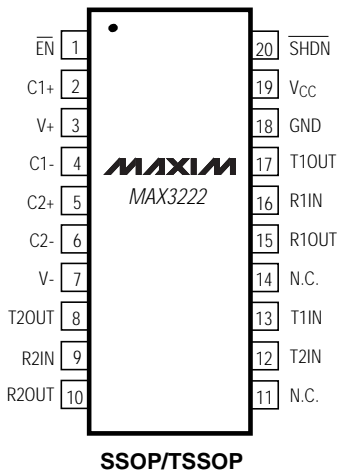 EN 1
C1+ 2
V+ 3
C1- 4
C2+ 5
C2- 6
V- 7
T2OUT 8
R2IN 9
R2OUT 10
MAXIM
MAX3222
20 SHDN
19 VCC
18 GND
17 T1OUT
16 R1IN
15 R1OUT
14 N.C.
13 T1IN
12 T2IN
11 N.C.
SSOP/TSSOP